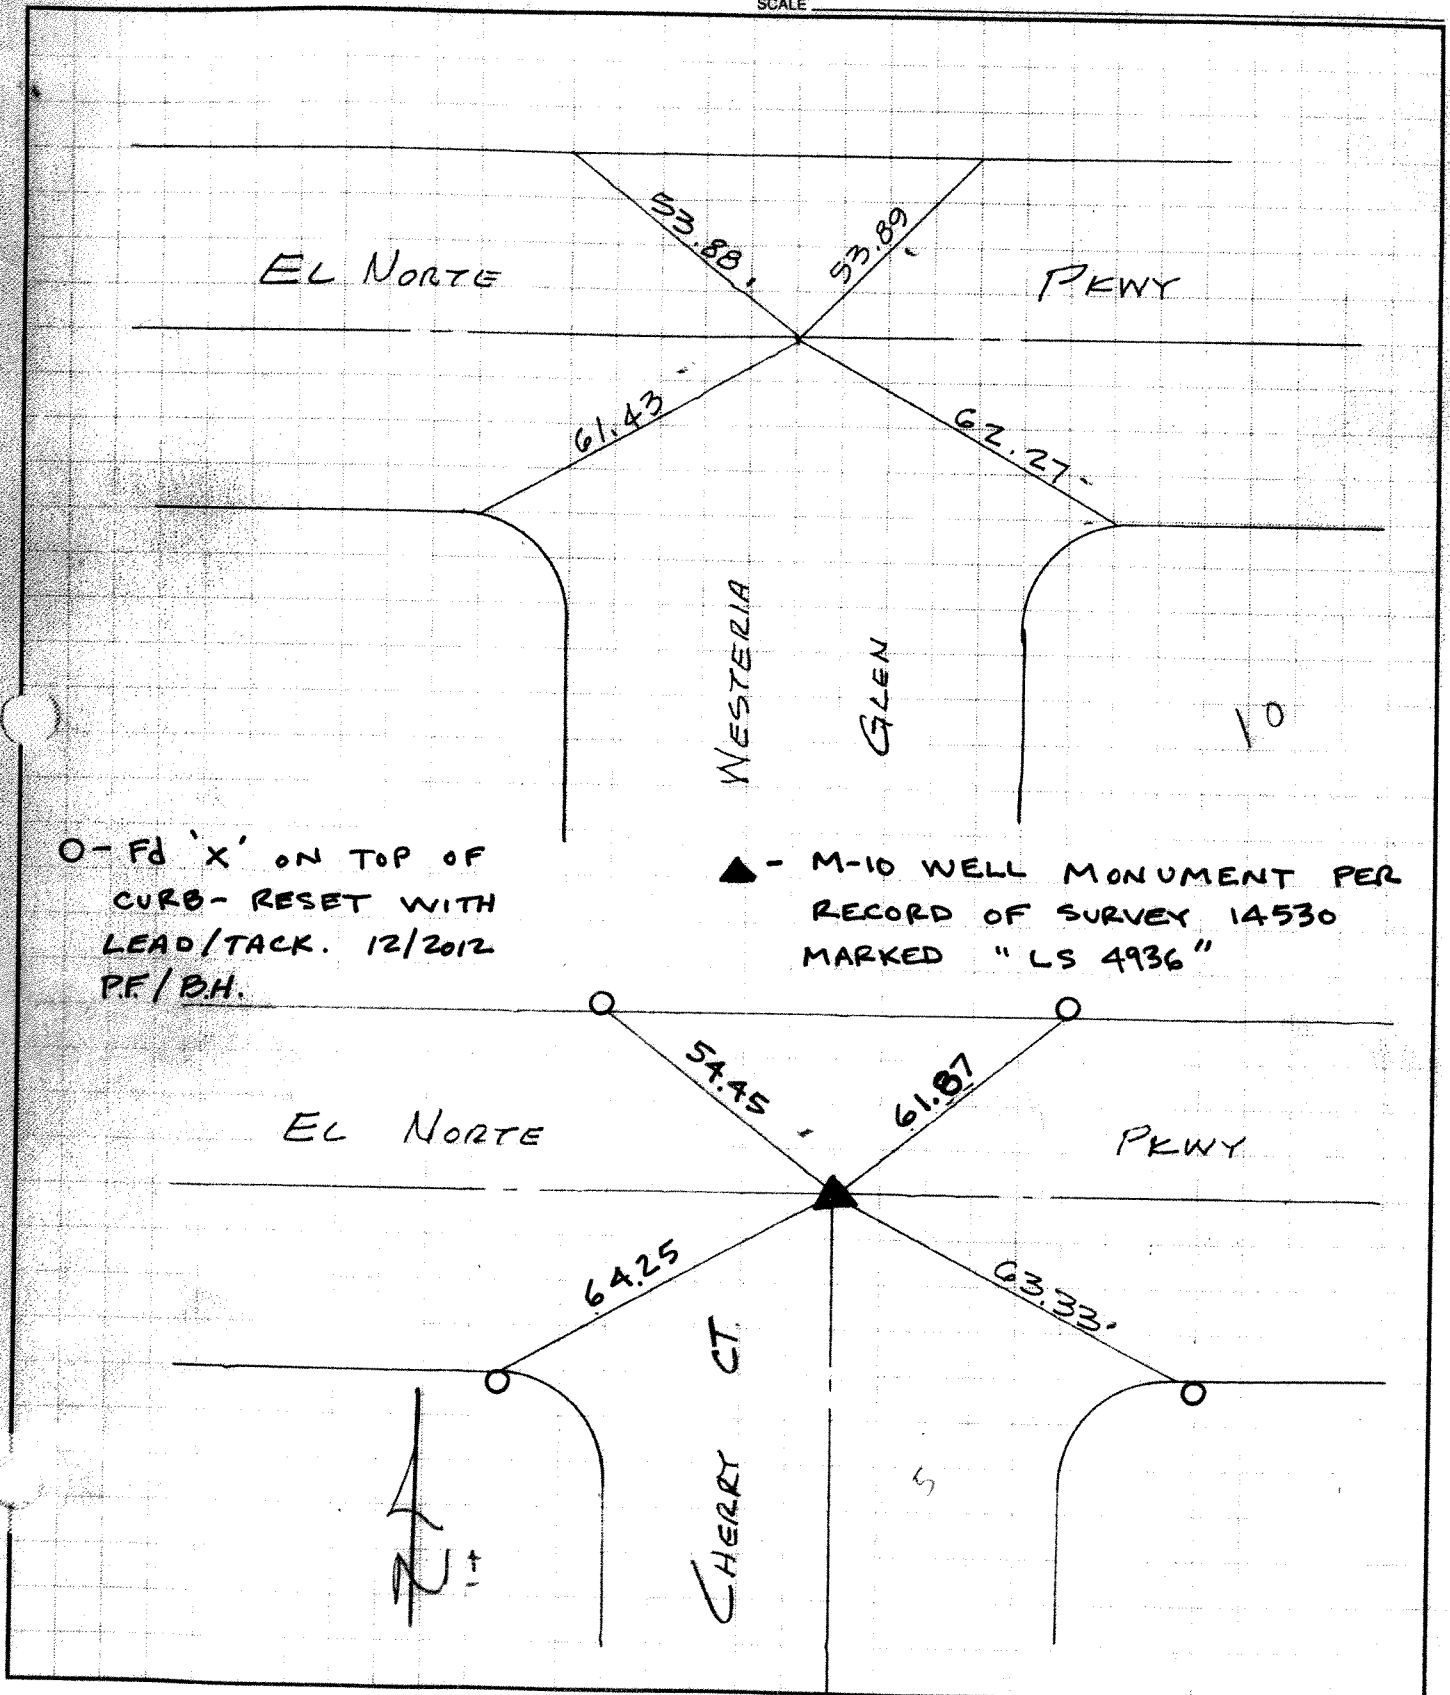 SCALE
53.88
53.89
EL NORTE
PKWY
61.43
62.27
WESTERIA
GLEN
10
O- Fd 'X' ON TOP OF
CURB- RESET WITH
LEAD/TACK. 12/2012
P.F./B.H.
▲- M-10 WELL MONUMENT PER
RECORD OF SURVEY 14530
MARKED "LS 4936"
54.45
61.87
EL NORTE
PKWY
64.25
63.33
CHERRY CT.
5
N±